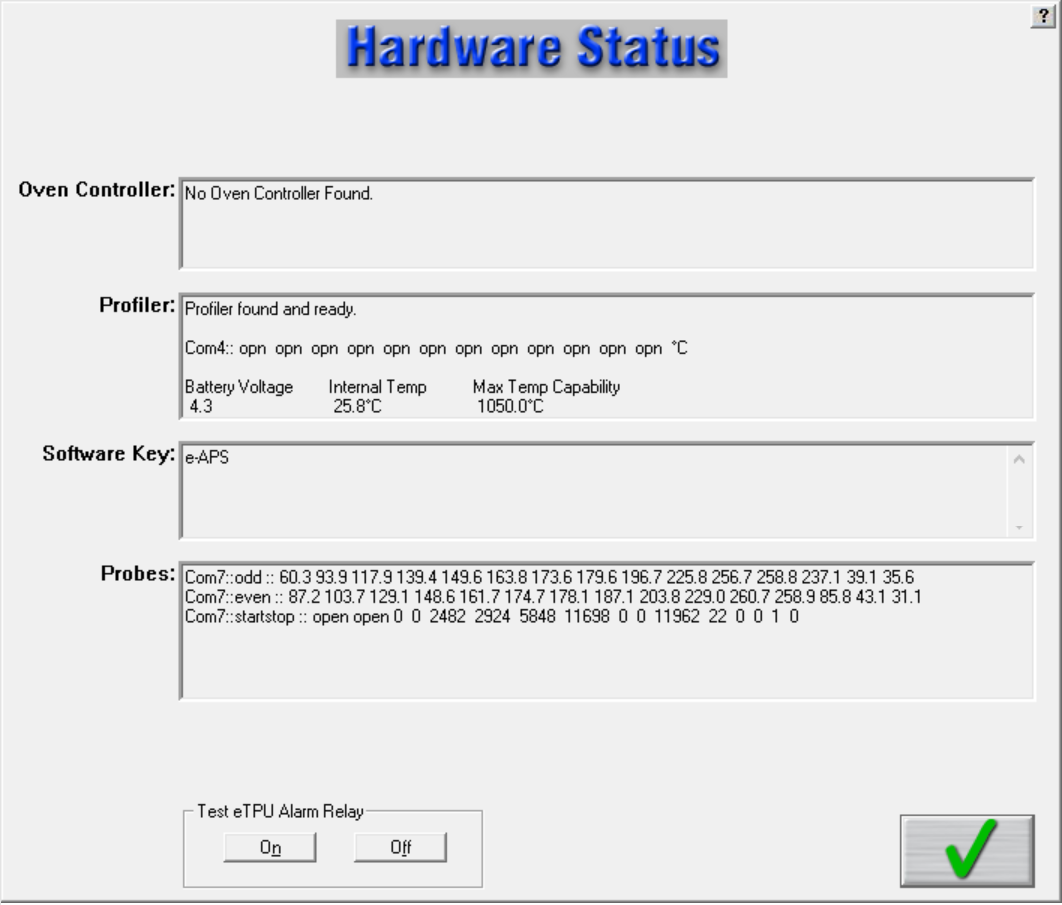 ?
Hardware Status
Oven Controller:
No Oven Controller Found.
Profiler:
Profiler found and ready.
Com4:: opn opn opn opn opn opn opn opn opn opn opn opn °C
Battery Voltage Internal Temp Max Temp Capability
4.3 25.8°C 1050.0°C
Software Key:
e-APS
Probes:
Com7::odd :: 60.3 93.9 117.9 139.4 149.6 163.8 173.6 179.6 196.7 225.8 256.7 258.8 237.1 39.1 35.6
Com7::even :: 87.2 103.7 129.1 148.6 161.7 174.7 178.1 187.1 203.8 229.0 260.7 258.9 85.8 43.1 31.1
Com7::startstop :: open open 0 0 2482 2924 5848 11698 0 0 11962 22 0 0 1 0
Test eTPU Alarm Relay
On Off